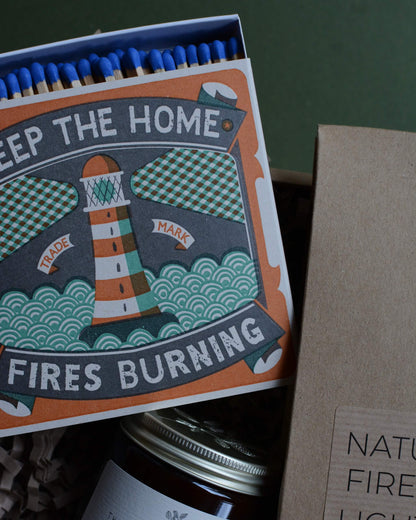 EEP THE HOME
TRADE MARK
FIRES BURNING
NATU
FIRE